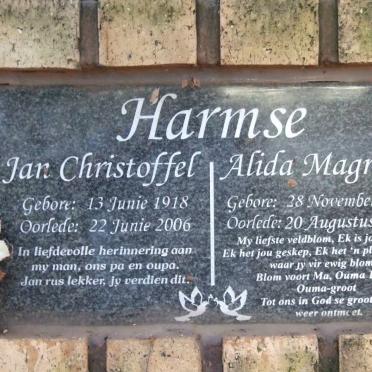 Harmse
Jan Christoffel
Gebore: 13 Junie 1918
Oorlede: 22 Junie 2006
In liefdevolle herinnering aan
my man, ons pa en oupa.
Jan rus lekker, jy verdien dit.
Alida Magr
Gebore: 28 November
Oorlede: 20 Augustus
My liefste veldblom, Ek is jo
Ek het jou geskep, Ek het 'n pl
waar jy vir ewig blom
Blom voort Ma, Ouma
Ouma-groot
Tot ons in God se groot
weer ontmoet.